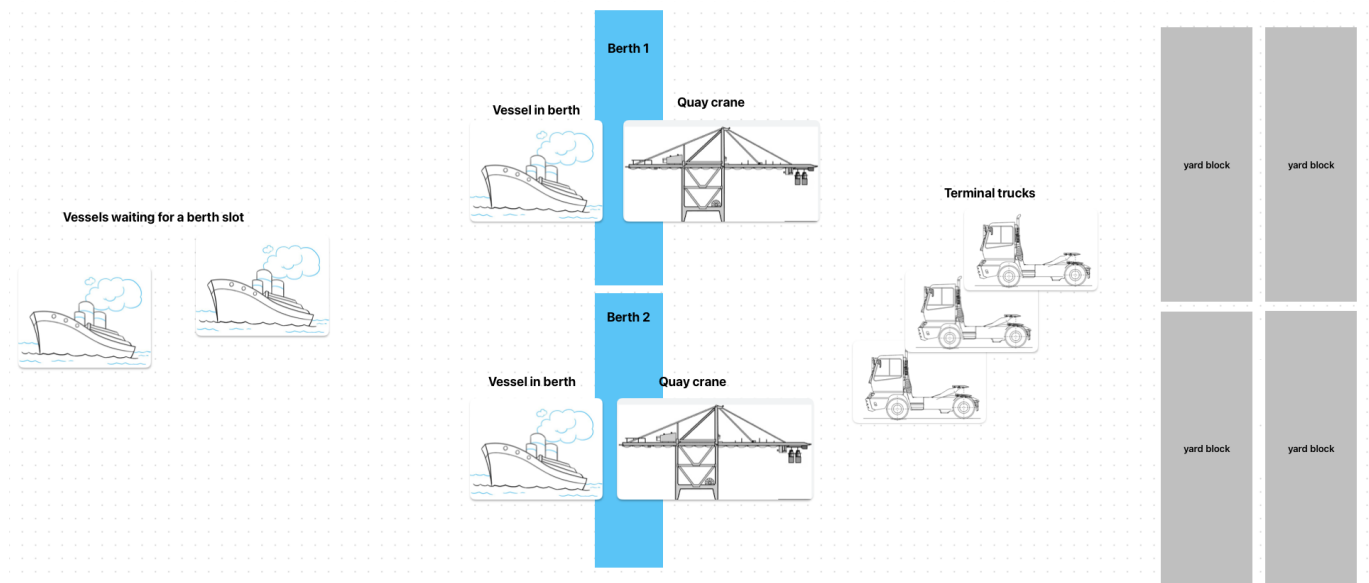 Berth 1
Vessel in berth
Quay crane
yard block
yard block
Terminal trucks
Vessels waiting for a berth slot
Berth 2
Vessel in berth
Quay crane
yard block
yard block